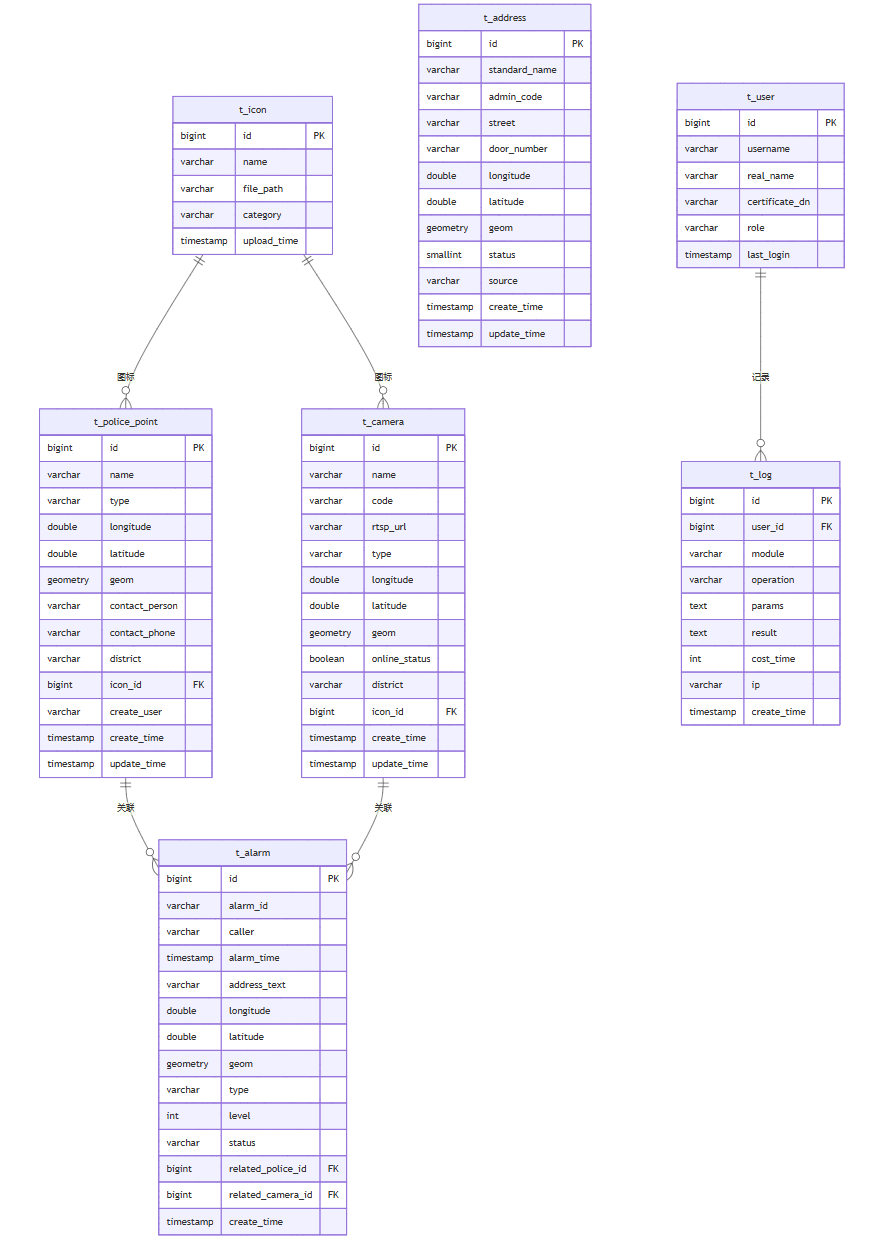 t_address
bigint id PK
varchar standard_name
varchar admin_code
varchar street
varchar door_number
double longitude
double latitude
geometry geom
smallint status
varchar source
timestamp create_time
timestamp update_time
t_icon
bigint id PK
varchar name
varchar file_path
varchar category
timestamp upload_time
t_user
bigint id PK
varchar username
varchar real_name
varchar certificate_dn
varchar role
timestamp last_login
图标
图标
记录
t_police_point
bigint id PK
varchar name
varchar type
double longitude
double latitude
geometry geom
varchar contact_person
varchar contact_phone
varchar district
bigint icon_id FK
varchar create_user
timestamp create_time
timestamp update_time
t_camera
bigint id PK
varchar name
varchar code
varchar rtsp_url
varchar type
double longitude
double latitude
geometry geom
boolean online_status
varchar district
bigint icon_id FK
timestamp create_time
timestamp update_time
t_log
bigint id PK
bigint user_id FK
varchar module
varchar operation
text params
text result
int cost_time
varchar ip
timestamp create_time
关联
关联
t_alarm
bigint id PK
varchar alarm_id
varchar caller
timestamp alarm_time
varchar address_text
double longitude
double latitude
geometry geom
varchar type
int level
varchar status
bigint related_police_id FK
bigint related_camera_id FK
timestamp create_time